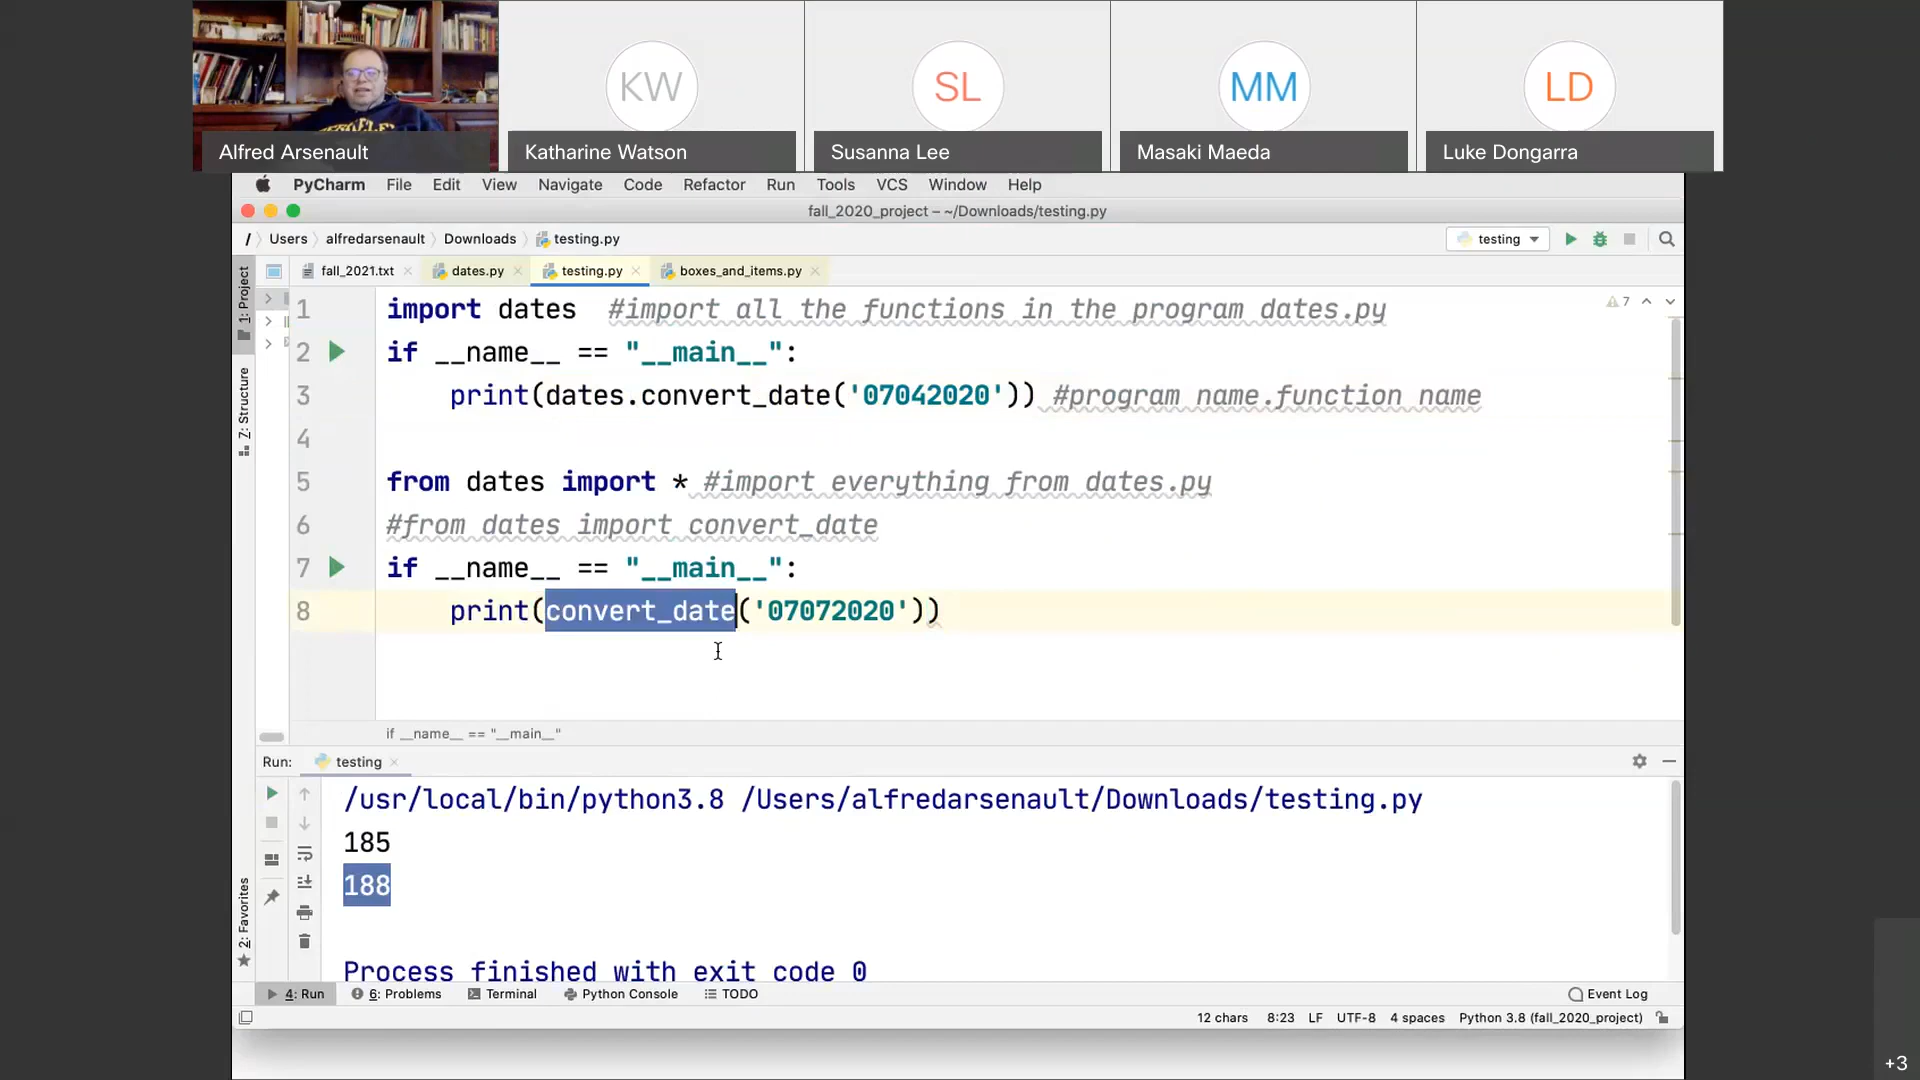 KW SL MM LD
Alfred Arsenault Katharine Watson Susanna Lee Masaki Maeda Luke Dongarra
PyCharm File Edit View Navigate Code Refactor Run Tools VCS Window Help
fall_2020_project – ~/Downloads/testing.py
/ Users alfredarsenault Downloads testing.py testing
fall_2021.txt dates.py testing.py boxes_and_items.py
1: Project
Z: Structure
2: Favorites
1 import dates #import all the functions in the program dates.py 7
2 if __name__ == "__main__":
3 print(dates.convert_date('07042020')) #program name.function name
4
5 from dates import * #import everything from dates.py
6 #from dates import convert_date
7 if __name__ == "__main__":
8 print(convert_date('07072020'))
if __name__ == "__main__"
Run: testing
/usr/local/bin/python3.8 /Users/alfredarsenault/Downloads/testing.py
185
188
Process finished with exit code 0
4: Run 6: Problems Terminal Python Console TODO Event Log
12 chars 8:23 LF UTF-8 4 spaces Python 3.8 (fall_2020_project)
+3